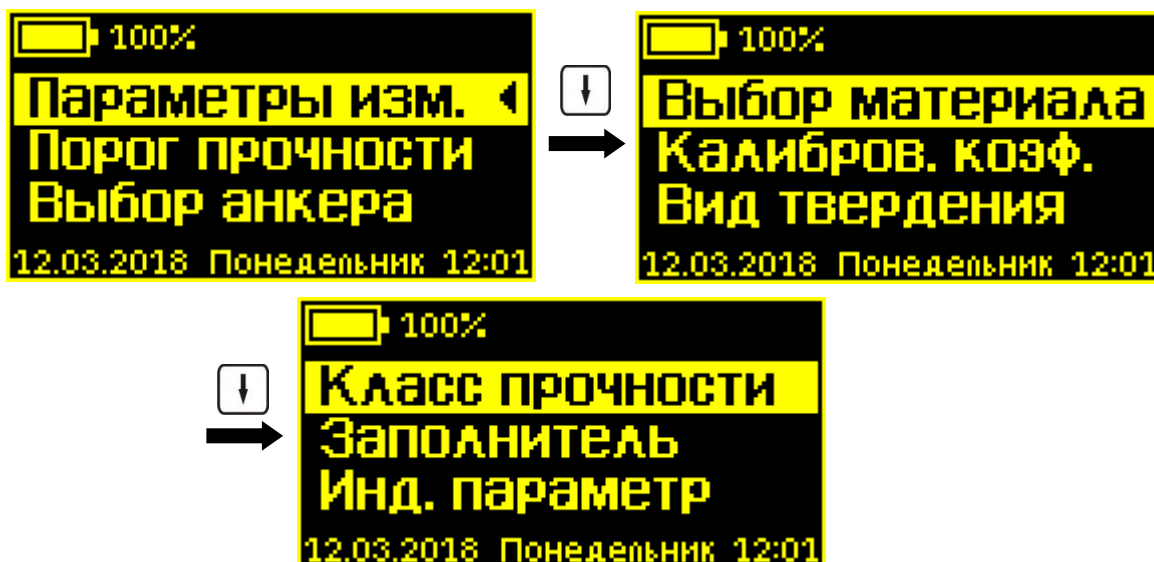 100%
Параметры изм.
Порог прочности
Выбор анкера
12.03.2018 Понедельник 12:01
100%
Выбор материала
Калибров. коэф.
Вид твердения
12.03.2018 Понедельник 12:01
100%
Класс прочности
Заполнитель
Инд. параметр
12.03.2018 Понедельник 12:01